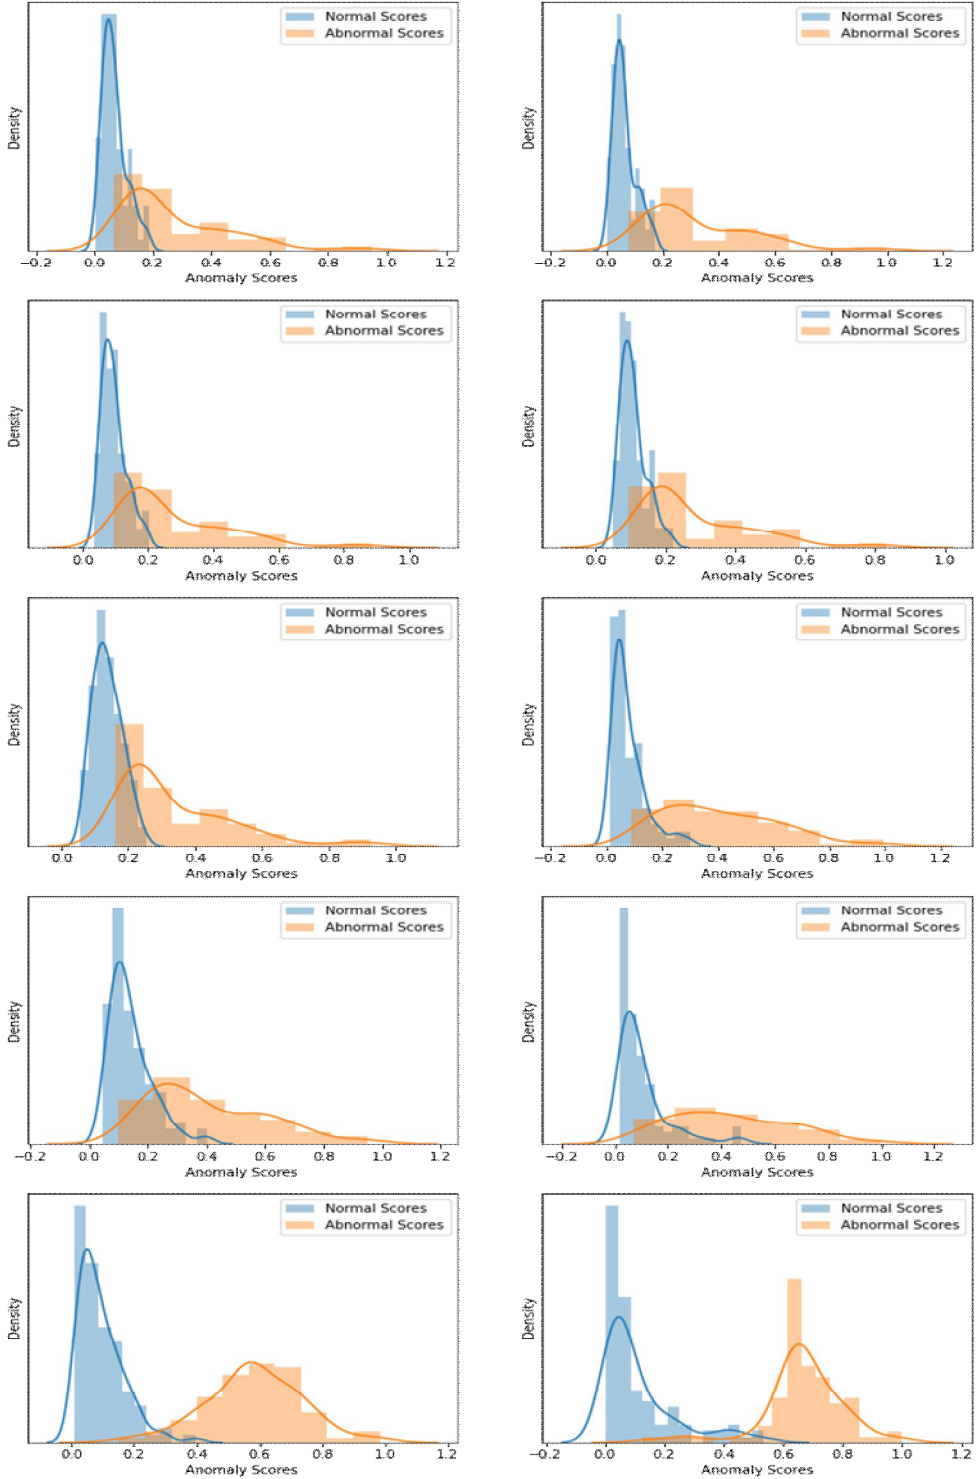 Normal Scores
Abnormal Scores
Density
-0.2 0.0 0.2 0.4 0.6 0.8 1.0 1.2
Anomaly Scores
Normal Scores
Abnormal Scores
Density
-0.2 0.0 0.2 0.4 0.6 0.8 1.0 1.2
Anomaly Scores
Normal Scores
Abnormal Scores
Density
0.0 0.2 0.4 0.6 0.8 1.0
Anomaly Scores
Normal Scores
Abnormal Scores
Density
0.0 0.2 0.4 0.6 0.8 1.0
Anomaly Scores
Normal Scores
Abnormal Scores
Density
0.0 0.2 0.4 0.6 0.8 1.0
Anomaly Scores
Normal Scores
Abnormal Scores
Density
-0.2 0.0 0.2 0.4 0.6 0.8 1.0 1.2
Anomaly Scores
Normal Scores
Abnormal Scores
Density
-0.2 0.0 0.2 0.4 0.6 0.8 1.0 1.2
Anomaly Scores
Normal Scores
Abnormal Scores
Density
-0.2 0.0 0.2 0.4 0.6 0.8 1.0 1.2
Anomaly Scores
Normal Scores
Abnormal Scores
Density
0.0 0.2 0.4 0.6 0.8 1.0 1.2
Anomaly Scores
Normal Scores
Abnormal Scores
Density
-0.2 0.0 0.2 0.4 0.6 0.8 1.0 1.2
Anomaly Scores